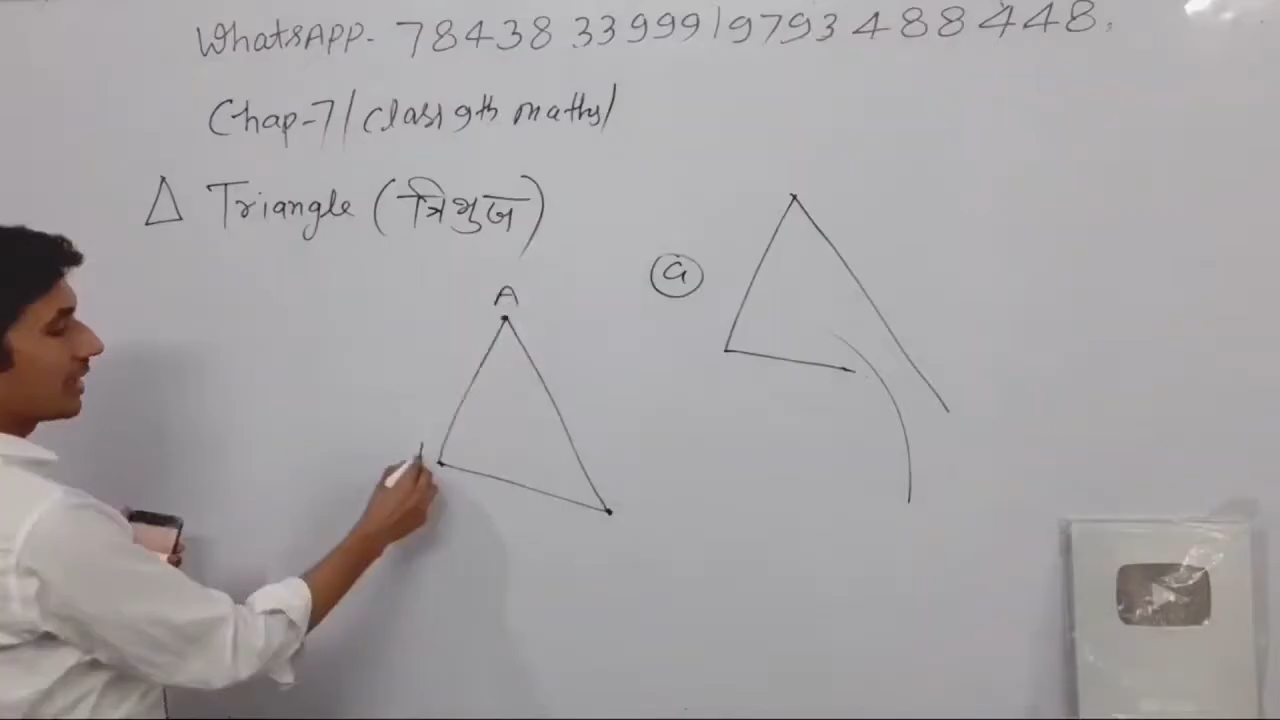 WhatsAPP- 78438 33999|9793488448.
Chap-7/Class 9th maths/
Δ Triangle (त्रिभुज)
A